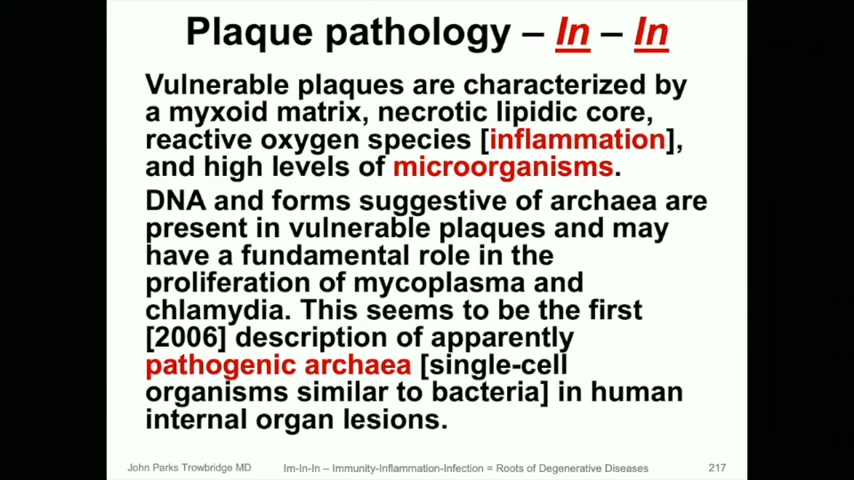 Plaque pathology – In – In
Vulnerable plaques are characterized by
a myxoid matrix, necrotic lipidic core,
reactive oxygen species [inflammation],
and high levels of microorganisms.
DNA and forms suggestive of archaea are
present in vulnerable plaques and may
have a fundamental role in the
proliferation of mycoplasma and
chlamydia. This seems to be the first
[2006] description of apparently
pathogenic archaea [single-cell
organisms similar to bacteria] in human
internal organ lesions.
John Parks Trowbridge MD Im-In-In – Immunity-Inflammation-Infection = Roots of Degenerative Diseases 217